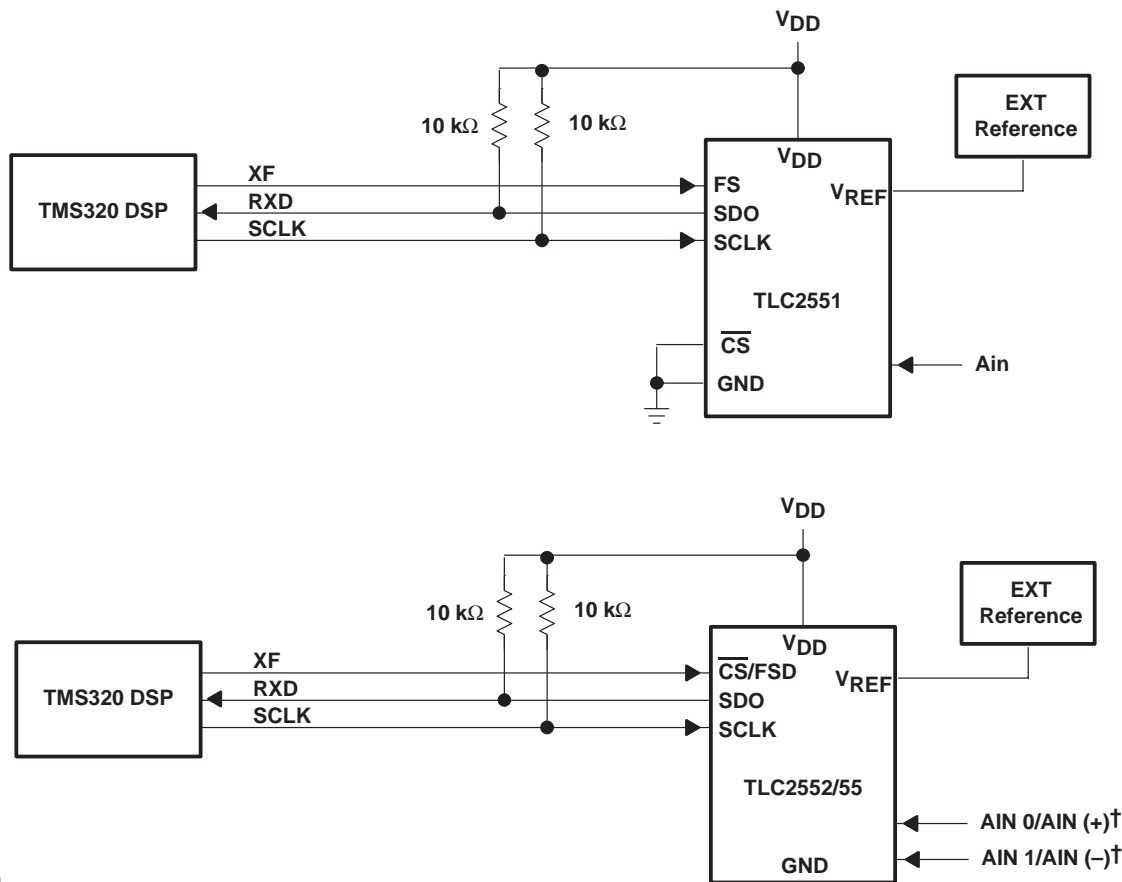 VDD
10 kΩ
10 kΩ
EXT
Reference
VDD
VREF
TMS320 DSP
XF
RXD
SCLK
FS
SDO
SCLK
TLC2551
CS
GND
Ain
VDD
10 kΩ
10 kΩ
EXT
Reference
VDD
VREF
TMS320 DSP
XF
RXD
SCLK
CS/FSD
SDO
SCLK
TLC2552/55
AIN 0/AIN (+)†
AIN 1/AIN (–)†
GND